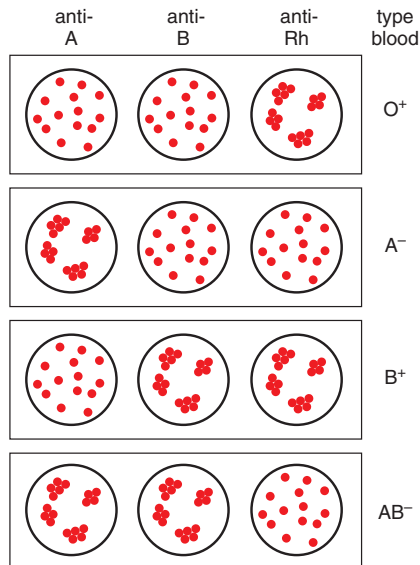 anti- anti- anti- type
A B Rh blood
O⁺
A⁻
B⁺
AB⁻